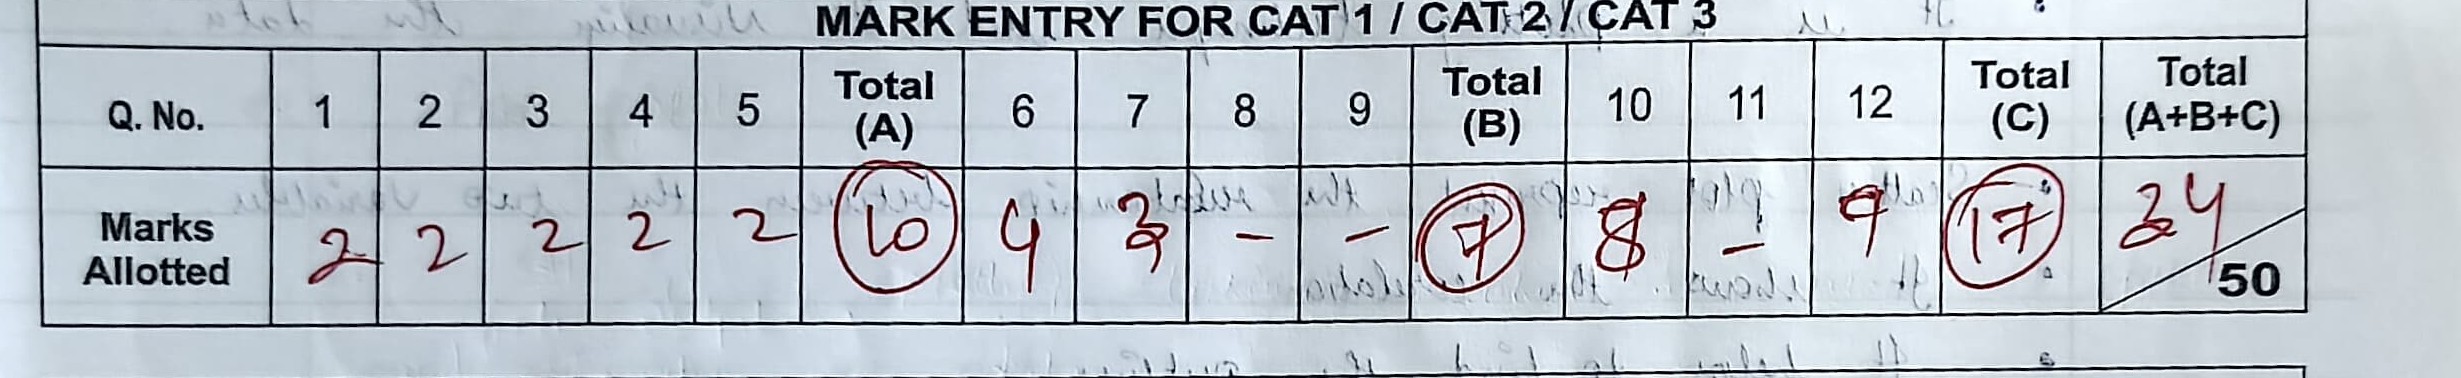 MARK ENTRY FOR CAT 1 / CAT 2 / CAT 3
Q. No. 1 2 3 4 5 Total (A) 6 7 8 9 Total (B) 10 11 12 Total (C) Total (A+B+C)
Marks Allotted 2 2 2 2 2 10 4 3 - - 7 8 - 9 17 34/50